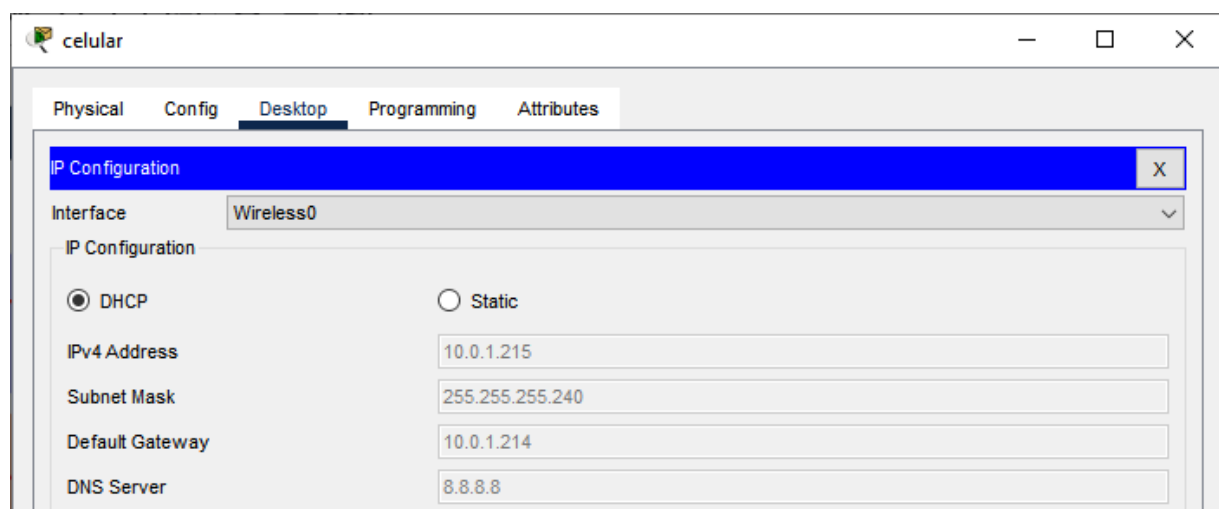 celular
Physical Config Desktop Programming Attributes
IP Configuration X
Interface Wireless0
IP Configuration
DHCP Static
IPv4 Address 10.0.1.215
Subnet Mask 255.255.255.240
Default Gateway 10.0.1.214
DNS Server 8.8.8.8